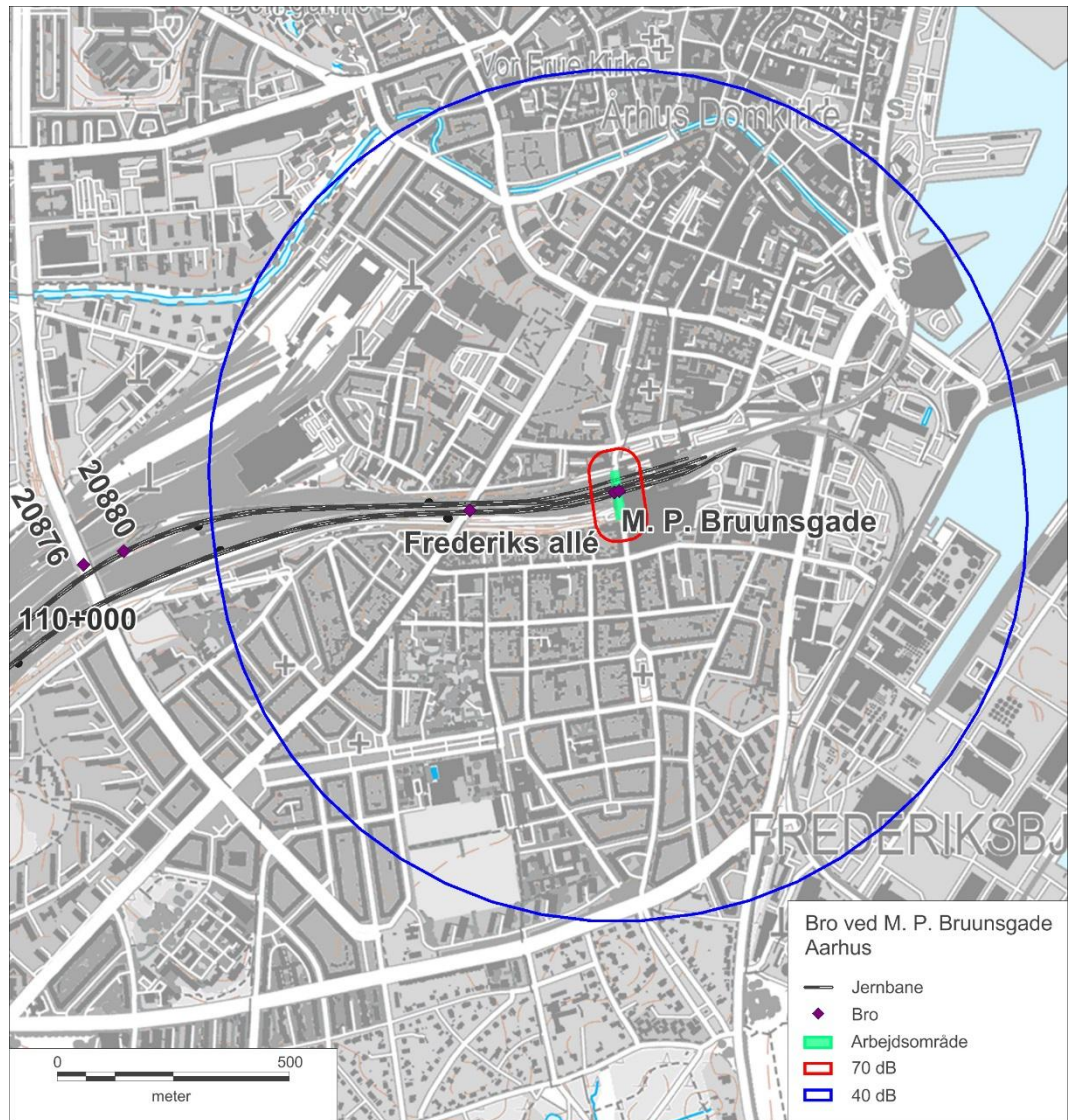 Vor Frue Kirke
Århus Domkirke
S
S
20880
20876
M. P. Bruunsgade
Frederiks allé
110+000
FREDERIKSBJ
Bro ved M. P. Bruunsgade
Aarhus
Jernbane
Bro
Arbejdsområde
70 dB
40 dB
0 500
meter